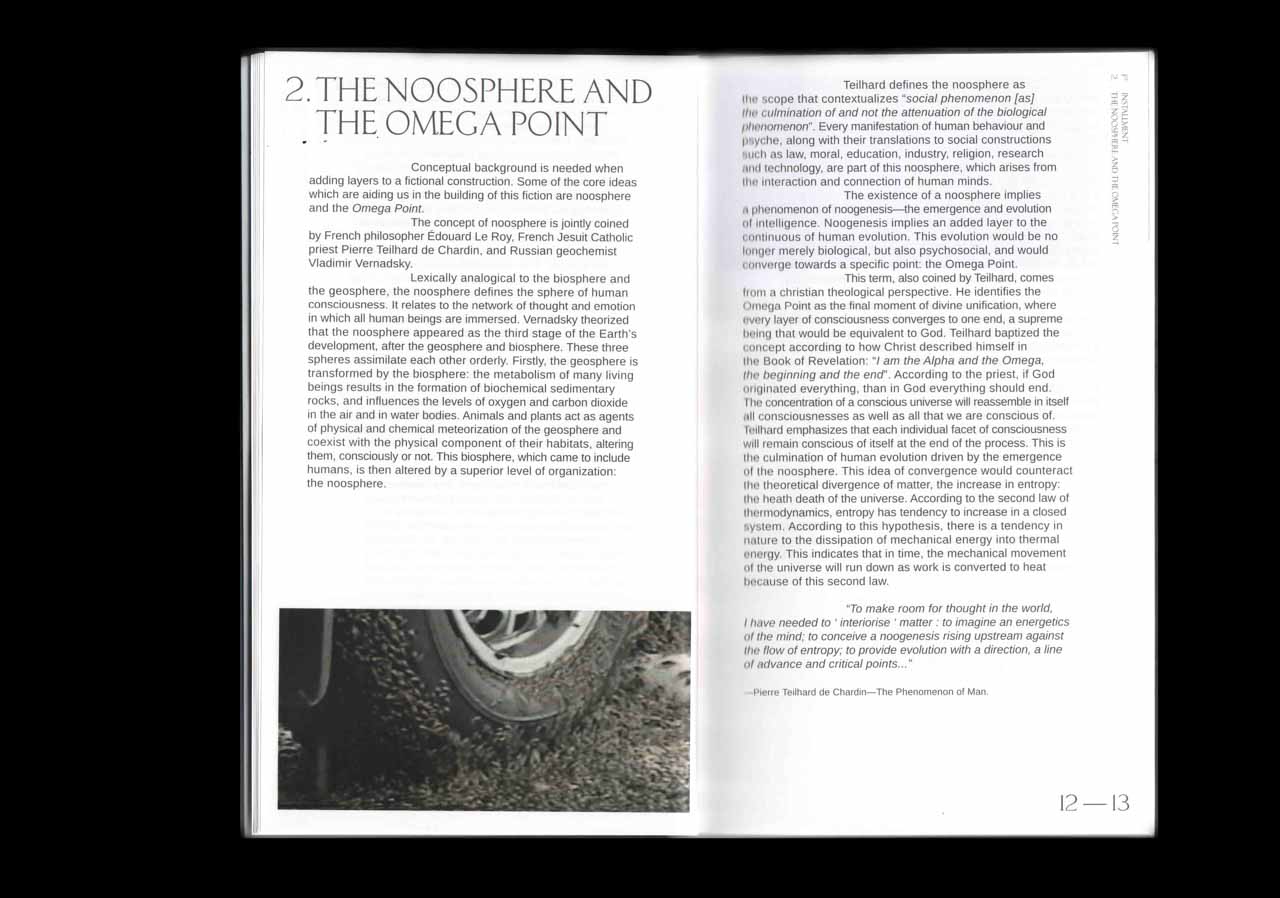 2. THE NOOSPHERE AND
THE OMEGA POINT
Conceptual background is needed when
adding layers to a fictional construction. Some of the core ideas
which are aiding us in the building of this fiction are noosphere
and the Omega Point.
The concept of noosphere is jointly coined
by French philosopher Édouard Le Roy, French Jesuit Catholic
priest Pierre Teilhard de Chardin, and Russian geochemist
Vladimir Vernadsky.
Lexically analogical to the biosphere and
the geosphere, the noosphere defines the sphere of human
consciousness. It relates to the network of thought and emotion
in which all human beings are immersed. Vernadsky theorized
that the noosphere appeared as the third stage of the Earth's
development, after the geosphere and biosphere. These three
spheres assimilate each other orderly. Firstly, the geosphere is
transformed by the biosphere: the metabolism of many living
beings results in the formation of biochemical sedimentary
rocks, and influences the levels of oxygen and carbon dioxide
in the air and in water bodies. Animals and plants act as agents
of physical and chemical meteorization of the geosphere and
coexist with the physical component of their habitats, altering
them, consciously or not. This biosphere, which came to include
humans, is then altered by a superior level of organization:
the noosphere.
Teilhard defines the noosphere as
the scope that contextualizes “social phenomenon [as]
the culmination of and not the attenuation of the biological
phenomenon”. Every manifestation of human behaviour and
psyche, along with their translations to social constructions
such as law, moral, education, industry, religion, research
and technology, are part of this noosphere, which arises from
the interaction and connection of human minds.
The existence of a noosphere implies
a phenomenon of noogenesis—the emergence and evolution
of intelligence. Noogenesis implies an added layer to the
continuous of human evolution. This evolution would be no
longer merely biological, but also psychosocial, and would
converge towards a specific point: the Omega Point.
This term, also coined by Teilhard, comes
from a christian theological perspective. He identifies the
Omega Point as the final moment of divine unification, where
every layer of consciousness converges to one end, a supreme
being that would be equivalent to God. Teilhard baptized the
concept according to how Christ described himself in
the Book of Revelation: “I am the Alpha and the Omega,
the beginning and the end”. According to the priest, if God
originated everything, than in God everything should end.
The concentration of a conscious universe will reassemble in itself
all consciousnesses as well as all that we are conscious of.
Teilhard emphasizes that each individual facet of consciousness
will remain conscious of itself at the end of the process. This is
the culmination of human evolution driven by the emergence
of the noosphere. This idea of convergence would counteract
the theoretical divergence of matter, the increase in entropy:
the heath death of the universe. According to the second law of
thermodynamics, entropy has tendency to increase in a closed
system. According to this hypothesis, there is a tendency in
nature to the dissipation of mechanical energy into thermal
energy. This indicates that in time, the mechanical movement
of the universe will run down as work is converted to heat
because of this second law.
“To make room for thought in the world,
I have needed to ‘ interiorise ‘ matter : to imagine an energetics
of the mind; to conceive a noogenesis rising upstream against
the flow of entropy; to provide evolution with a direction, a line
of advance and critical points...”
—Pierre Teilhard de Chardin—The Phenomenon of Man.
1º INSTALLMENT
2 THE NOOSPHERE AND THE OMEGA POINT
12 — 13